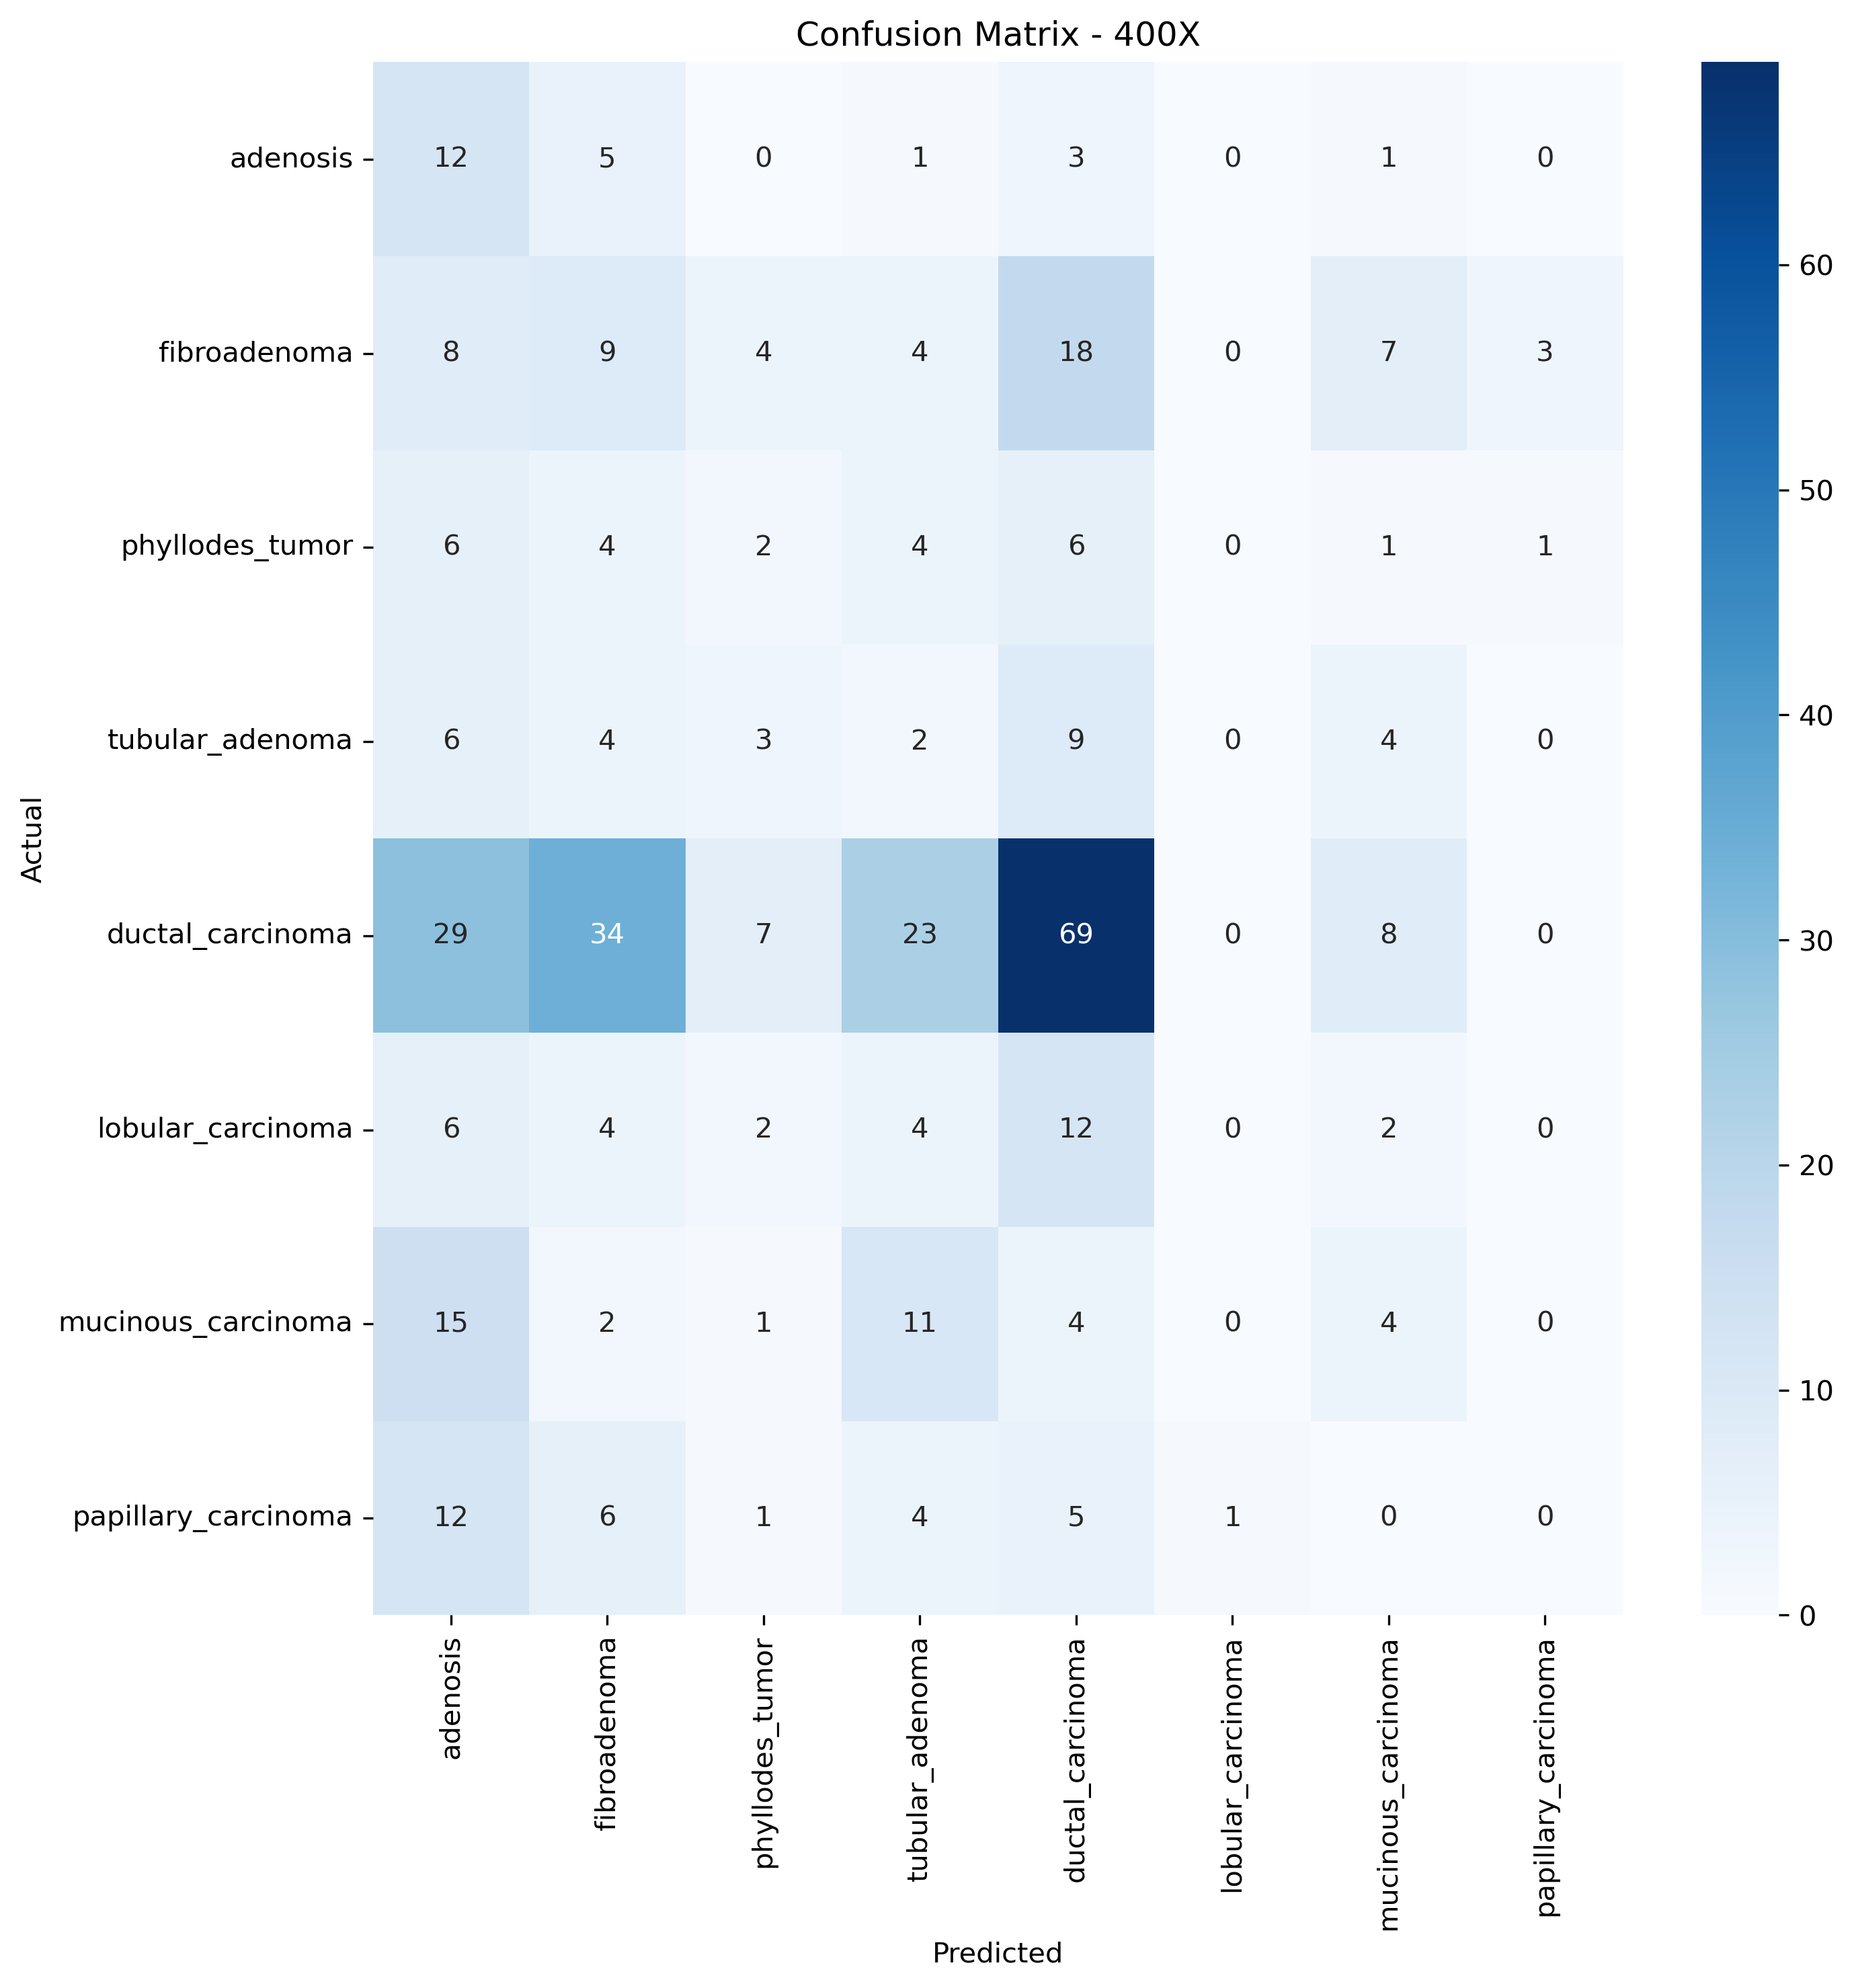 Confusion Matrix - 400X
adenosis 12 5 0 1 3 0 1 0
fibroadenoma 8 9 4 4 18 0 7 3
phyllodes_tumor 6 4 2 4 6 0 1 1
tubular_adenoma 6 4 3 2 9 0 4 0
ductal_carcinoma 29 34 7 23 69 0 8 0
lobular_carcinoma 6 4 2 4 12 0 2 0
mucinous_carcinoma 15 2 1 11 4 0 4 0
papillary_carcinoma 12 6 1 4 5 1 0 0
Actual
adenosis
fibroadenoma
phyllodes_tumor
tubular_adenoma
ductal_carcinoma
lobular_carcinoma
mucinous_carcinoma
papillary_carcinoma
Predicted
60
50
40
30
20
10
0